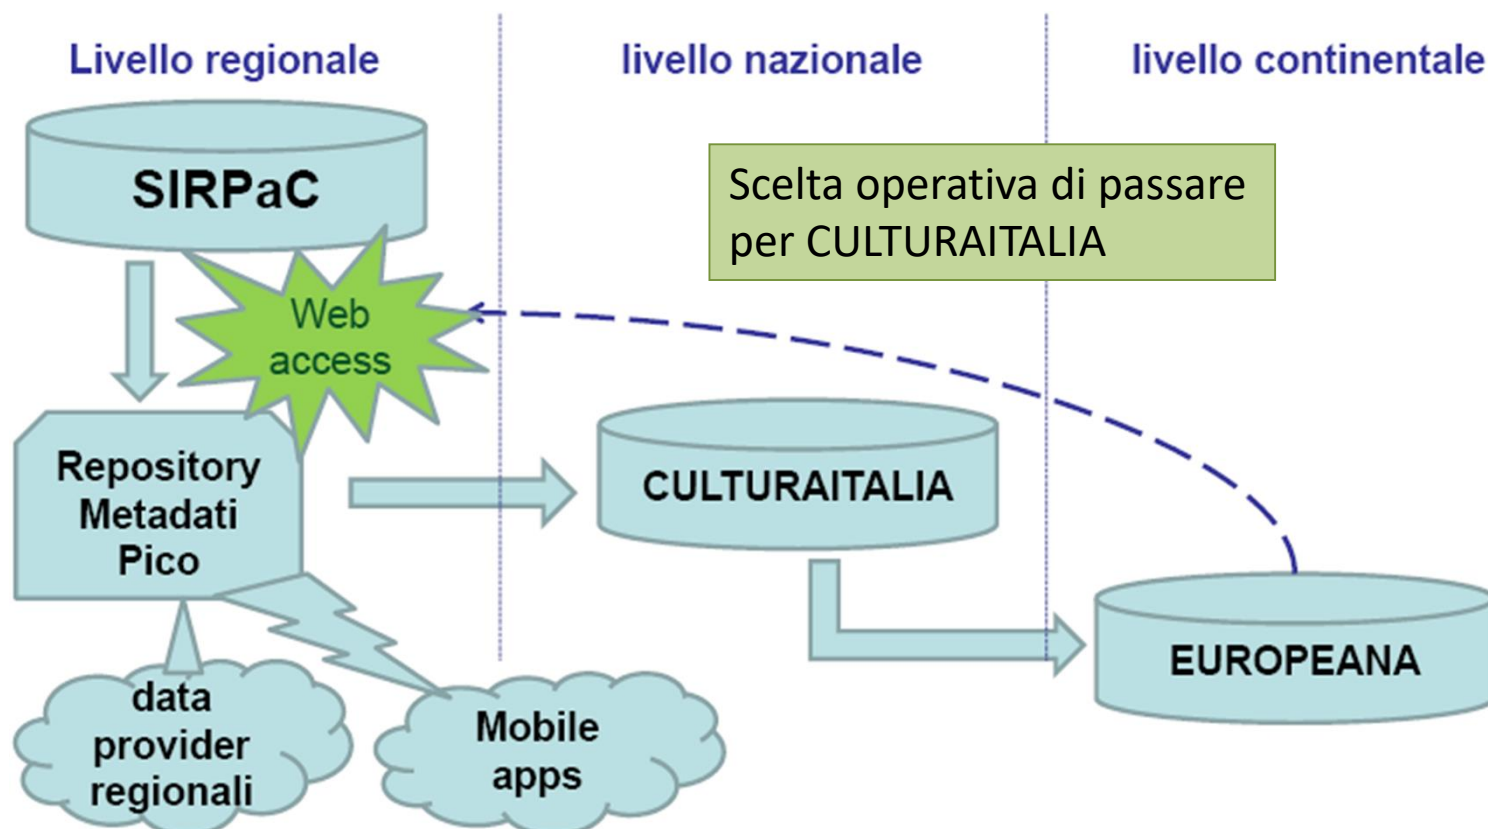 Livello regionale
livello nazionale
livello continentale
SIRPaC
Scelta operativa di passare
per CULTURAITALIA
Web
access
Repository
Metadati
Pico
CULTURAITALIA
EUROPEANA
data
provider
regionali
Mobile
apps